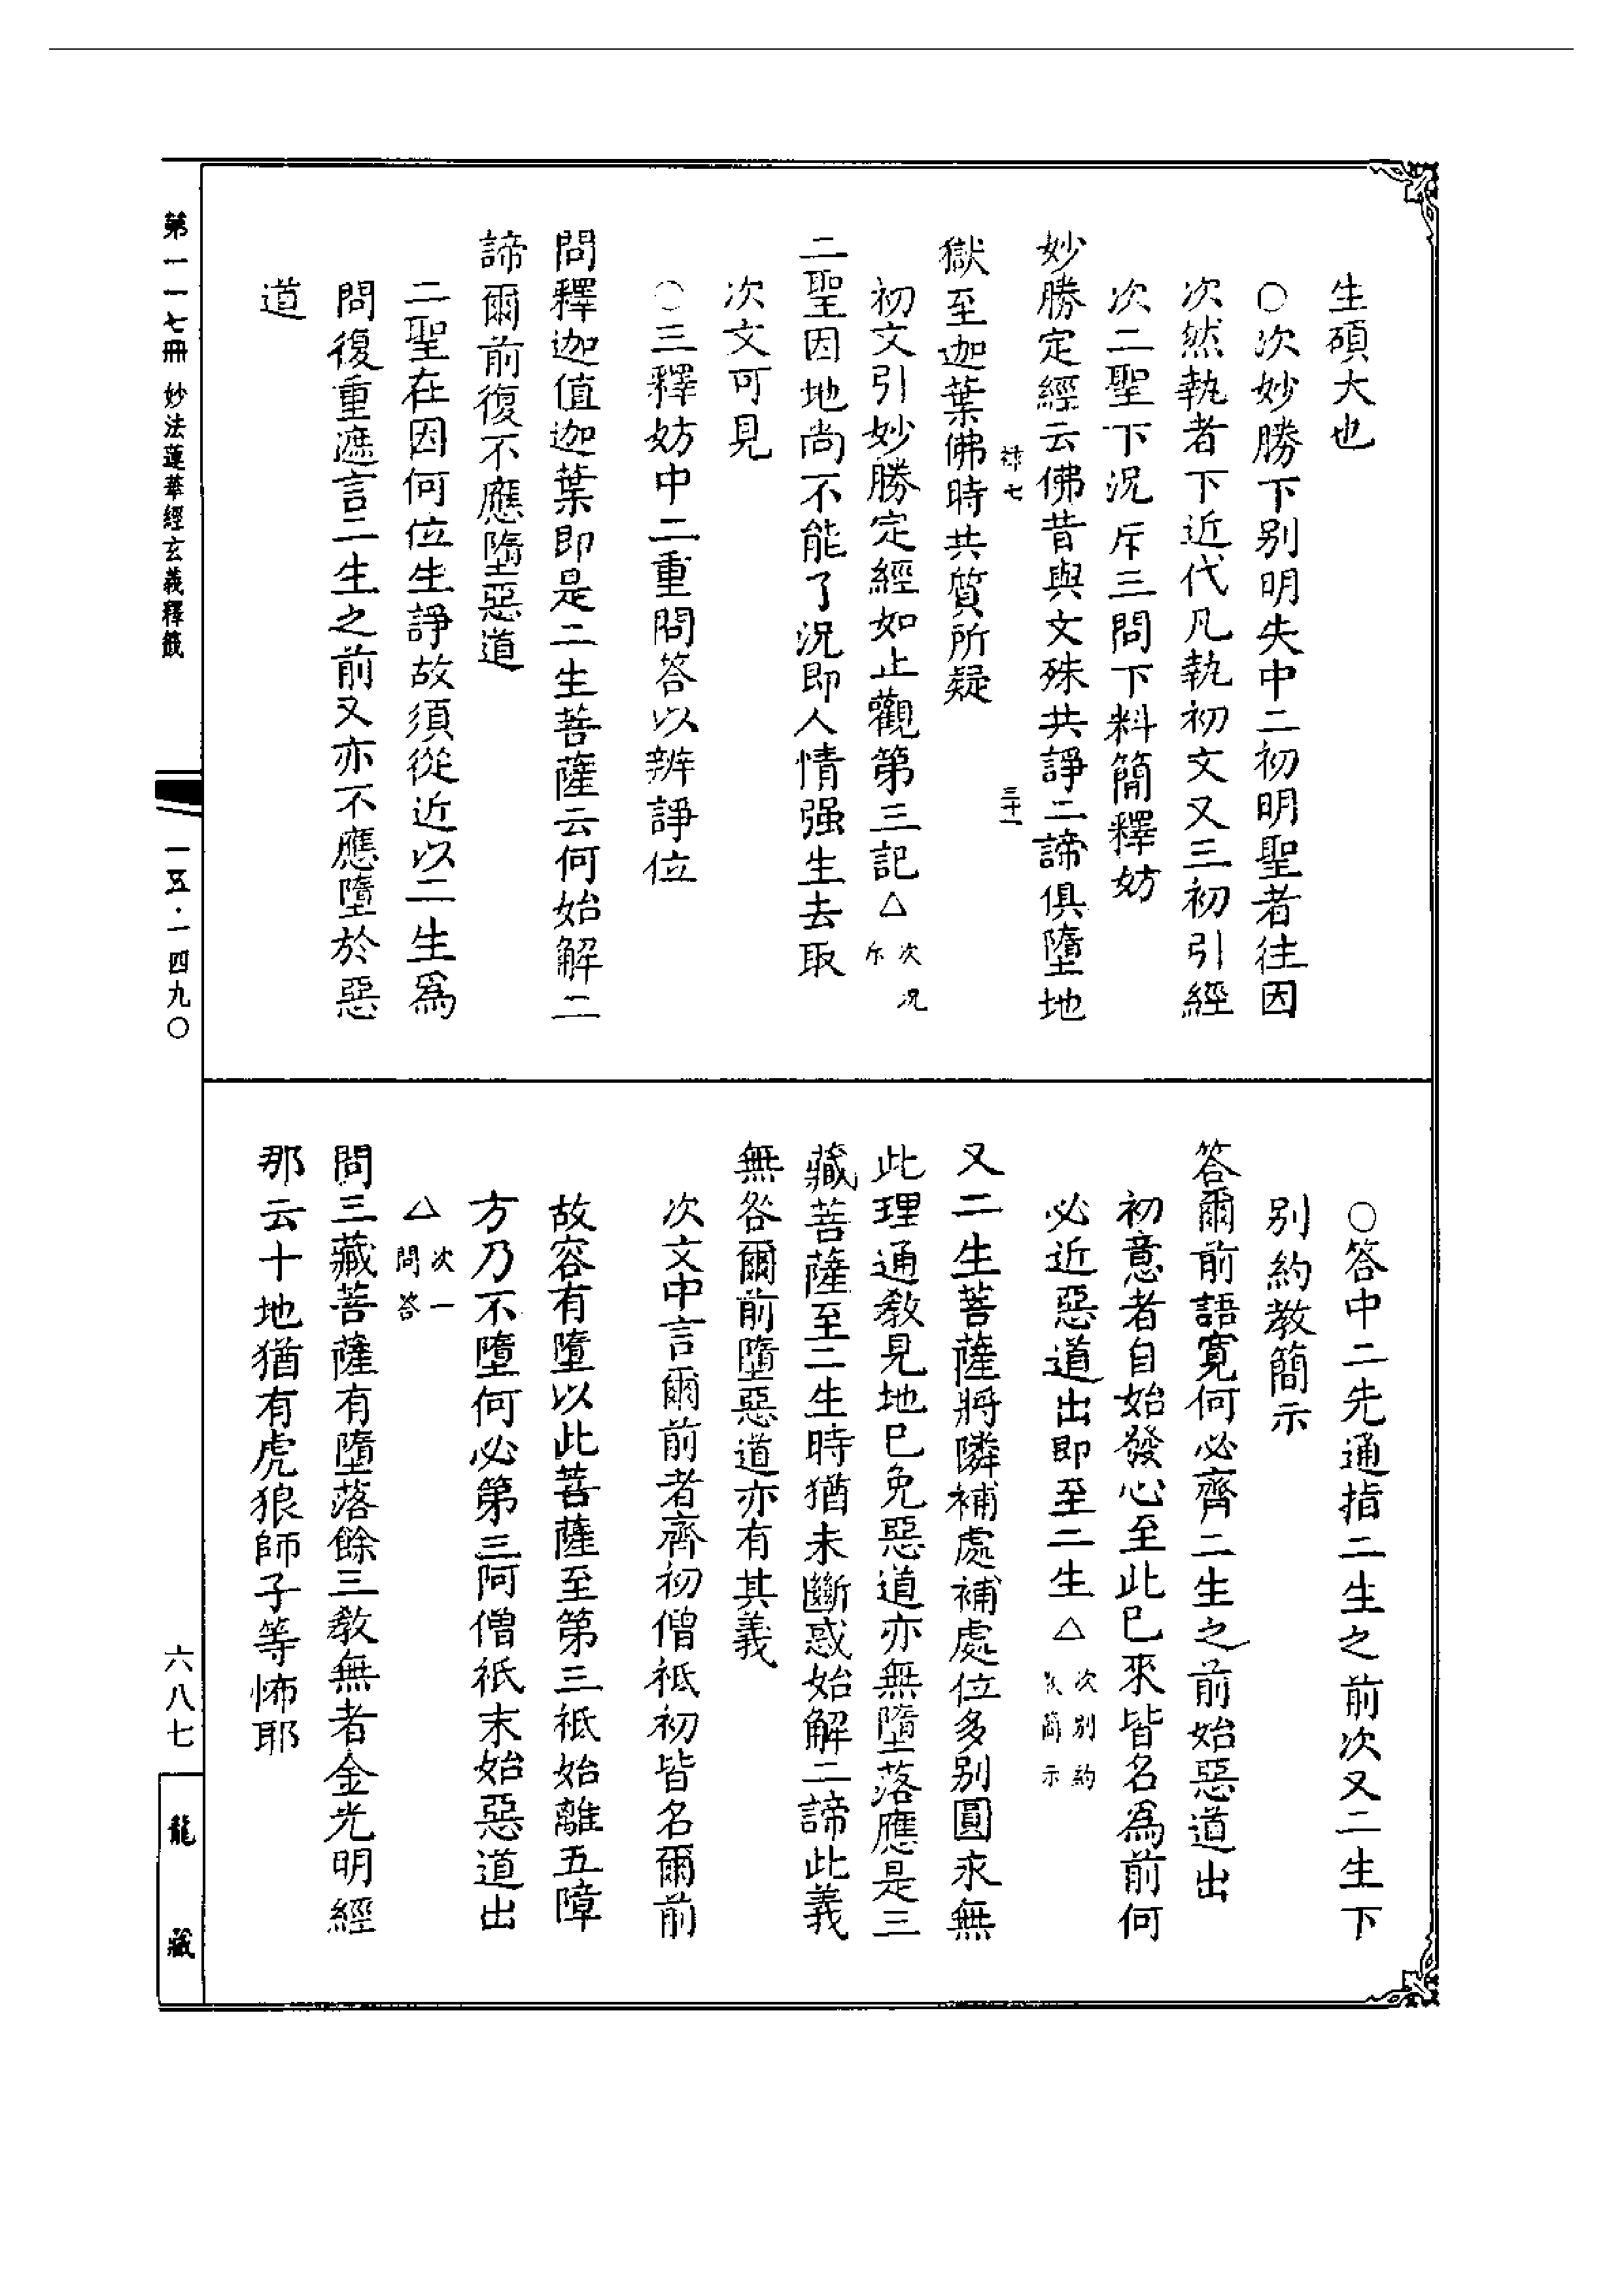 生碩大也
○次妙勝下別明失中二初明聖者往因
次然執者下近代凡執初文又三初引經
次二聖下況斥三問下料簡釋妨
妙勝定經云佛昔與文殊共諍二諦俱墮地
三十一
獄至迦葉佛時共質所疑
初文引妙勝定經如止觀第三記△次況斥
二聖因地尚不能了況即人情强生去取
次文可見
○三釋妨中二重問答以辨諍位
問釋迦值迦葉即是二生菩薩云何始解二
諦爾前復不應墮惡道
二聖在因何位生諍故須從近以二生爲
問復重遮言二生之前又亦不應墮於惡
道
○答中二先通指二生之前次又二生下
別約教簡示
答爾前語寬何必齊二生之前始惡道出
初意者自始發心至此已來皆名爲前何
必近惡道出即至二生△次別約教簡示
又二生菩薩將隣補處補處位多別圓永無
此理通教見地已免惡道亦無墮落應是三
藏菩薩至二生時猶未斷惑始解二諦此義
無咎爾前墮惡道亦有其義
次文中言爾前者齊初僧祇初皆名爾前
故容有墮以此菩薩至第三祇始離五障
方乃不墮何必第三阿僧祇末始惡道出
△次一問答
問三藏菩薩有墮落餘三教無者金光明經
那云十地猶有虎狼師子等怖耶
第一一七冊 妙法蓮華經玄義釋籤
一五·一四九○
六八七
龍藏